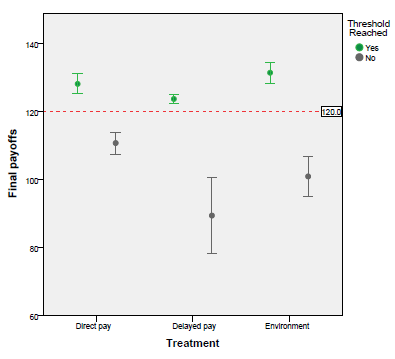 Threshold
Reached
Yes
No
140
120
120.0
100
80
60
Final payoffs
Direct pay
Delayed pay
Environment
Treatment